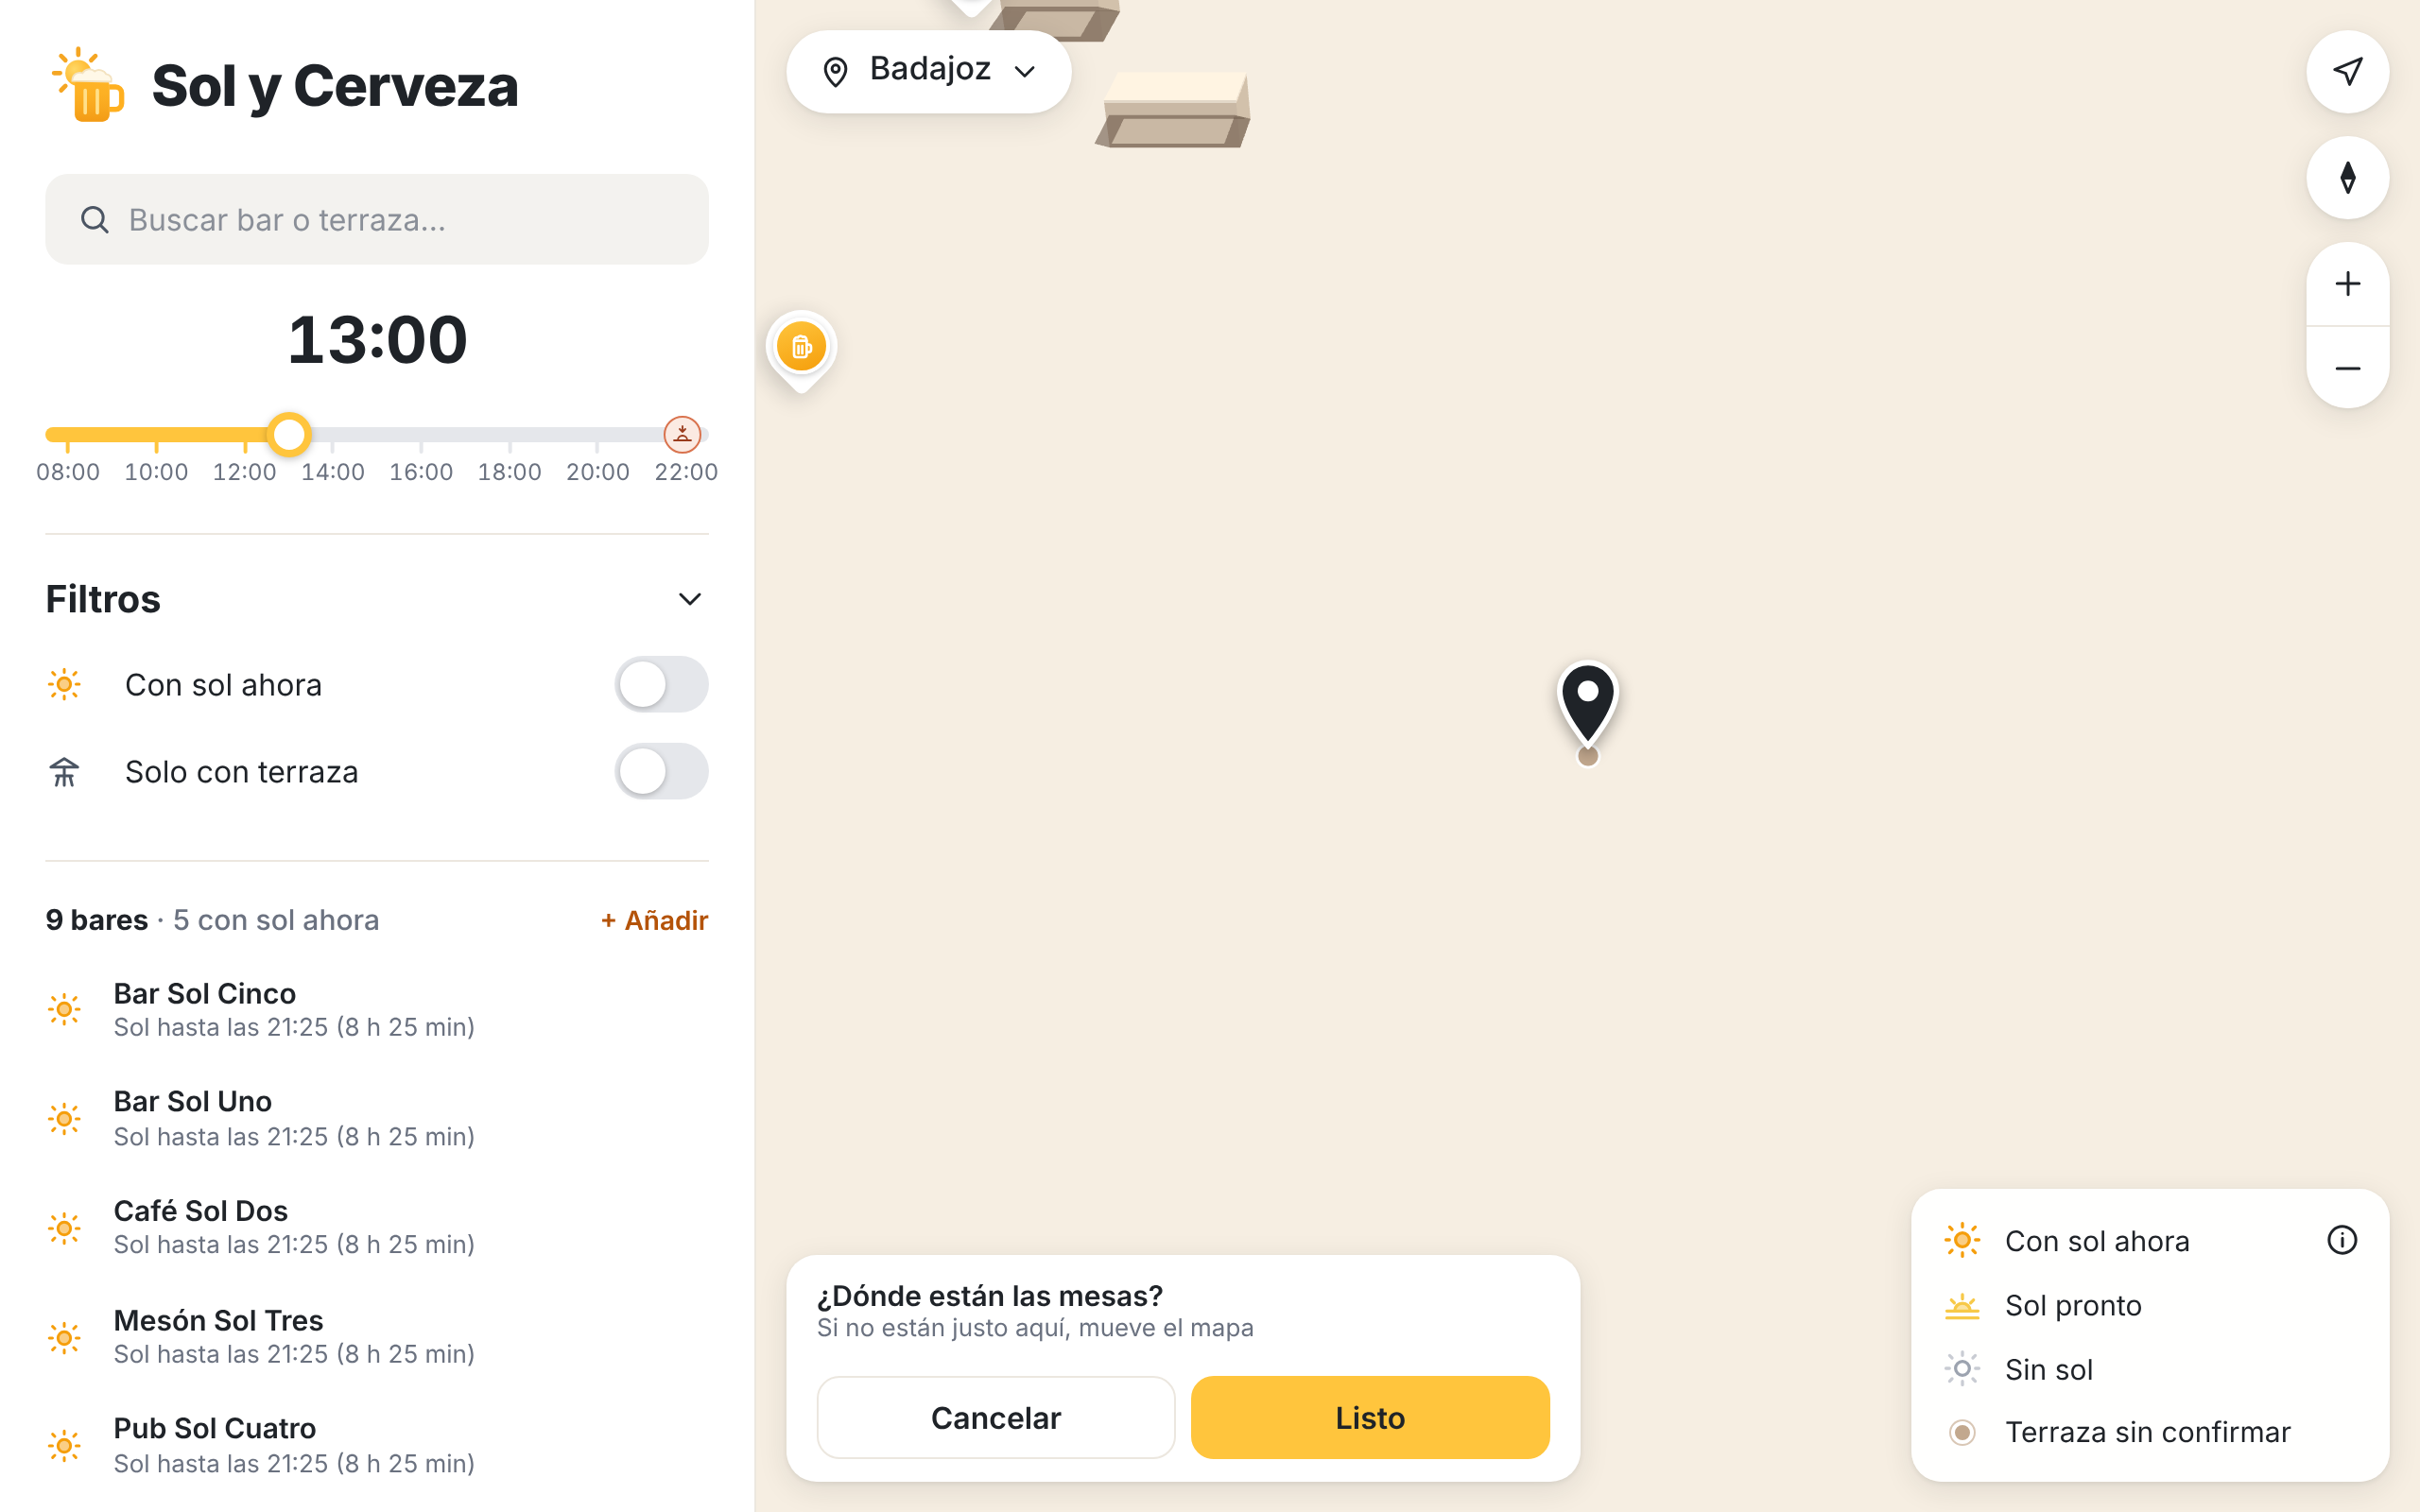 Sol y Cerveza
Buscar bar o terraza...
13:00
08:00 10:00 12:00 14:00 16:00 18:00 20:00 22:00
Filtros
Con sol ahora
Solo con terraza
9 bares · 5 con sol ahora
+ Añadir
Bar Sol Cinco
Sol hasta las 21:25 (8 h 25 min)
Bar Sol Uno
Sol hasta las 21:25 (8 h 25 min)
Café Sol Dos
Sol hasta las 21:25 (8 h 25 min)
Mesón Sol Tres
Sol hasta las 21:25 (8 h 25 min)
Pub Sol Cuatro
Sol hasta las 21:25 (8 h 25 min)
Badajoz
¿Dónde están las mesas?
Si no están justo aquí, mueve el mapa
Cancelar
Listo
Con sol ahora
Sol pronto
Sin sol
Terraza sin confirmar